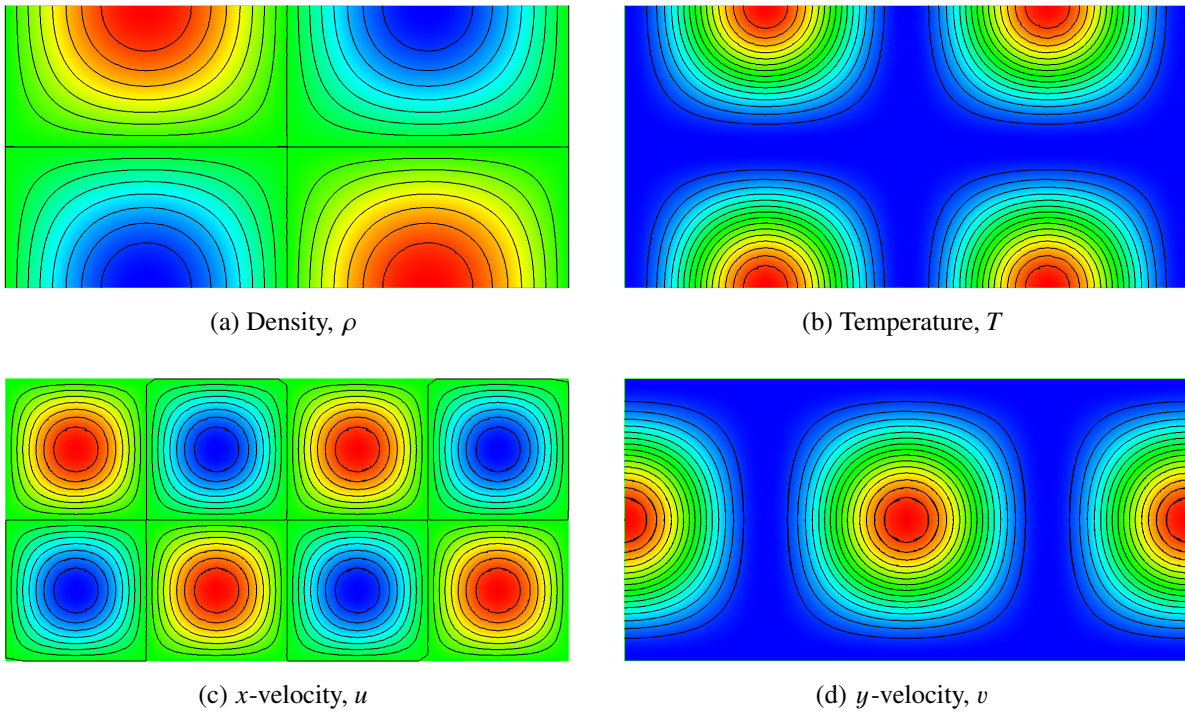 (a) Density, ρ
(b) Temperature, T
(c) x-velocity, u
(d) y-velocity, v